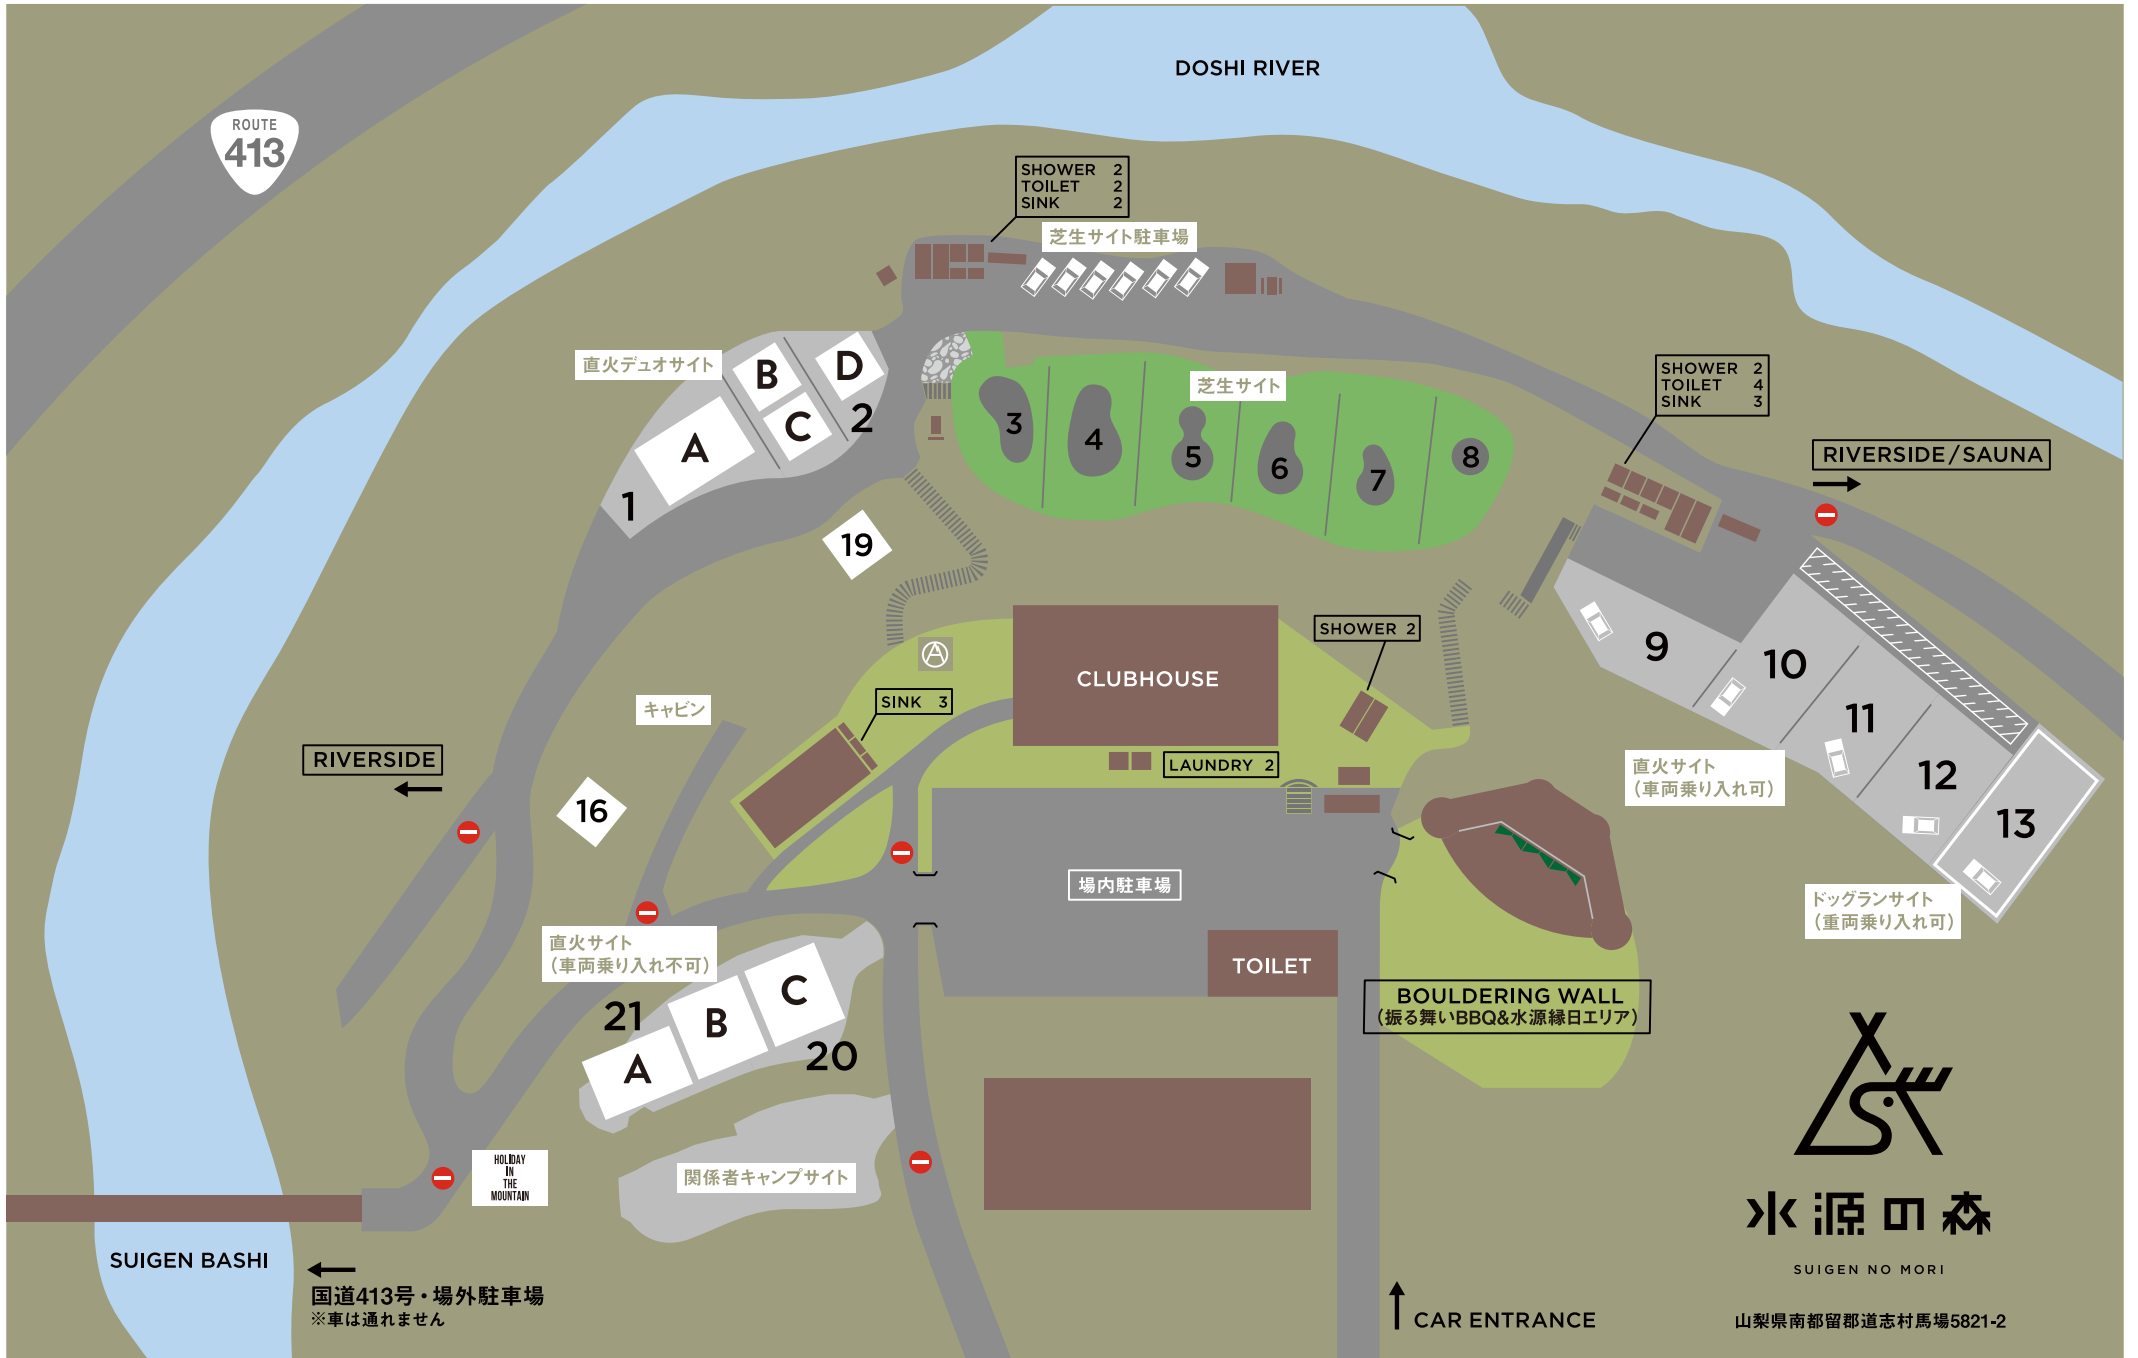 DOSHI RIVER
ROUTE
413
SHOWER 2
TOILET 2
SINK 2
芝生サイト駐車場
直火デュオサイト
B
D
A
C
2
1
芝生サイト
3
4
5
6
7
8
SHOWER 2
TOILET 4
SINK 3
RIVERSIDE/SAUNA
19
CLUBHOUSE
SHOWER 2
SINK 3
キャビン
LAUNDRY 2
RIVERSIDE
16
9
10
11
12
13
直火サイト
（車両乗り入れ可）
ドッグランサイト
（重両乗り入れ可）
場内駐車場
TOILET
直火サイト
（車両乗り入れ不可）
21
A
B
C
20
BOULDERING WALL
（振る舞いBBQ&水源縁日エリア）
関係者キャンプサイト
HOLIDAY
IN
THE
MOUNTAIN
SUIGEN BASHI
国道413号・場外駐車場
※車は通れません
CAR ENTRANCE
水源の森
SUIGEN NO MORI
山梨県南都留郡道志村馬場5821-2